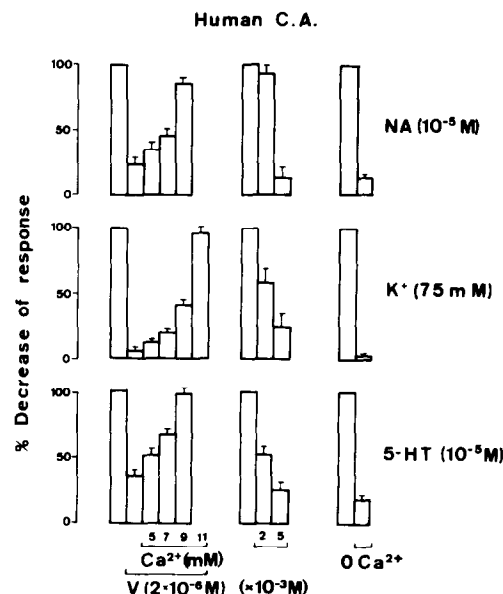 Human C.A.
% Decrease of response
100
50
0
NA (10⁻⁵ M)
100
50
0
K⁺ (75 m M)
100
50
0
5-HT (10⁻⁵M)
5 7 9 11
2 5
Ca²⁺(mM)
0 Ca²⁺
V (2×10⁻⁶M)
(×10⁻³M)